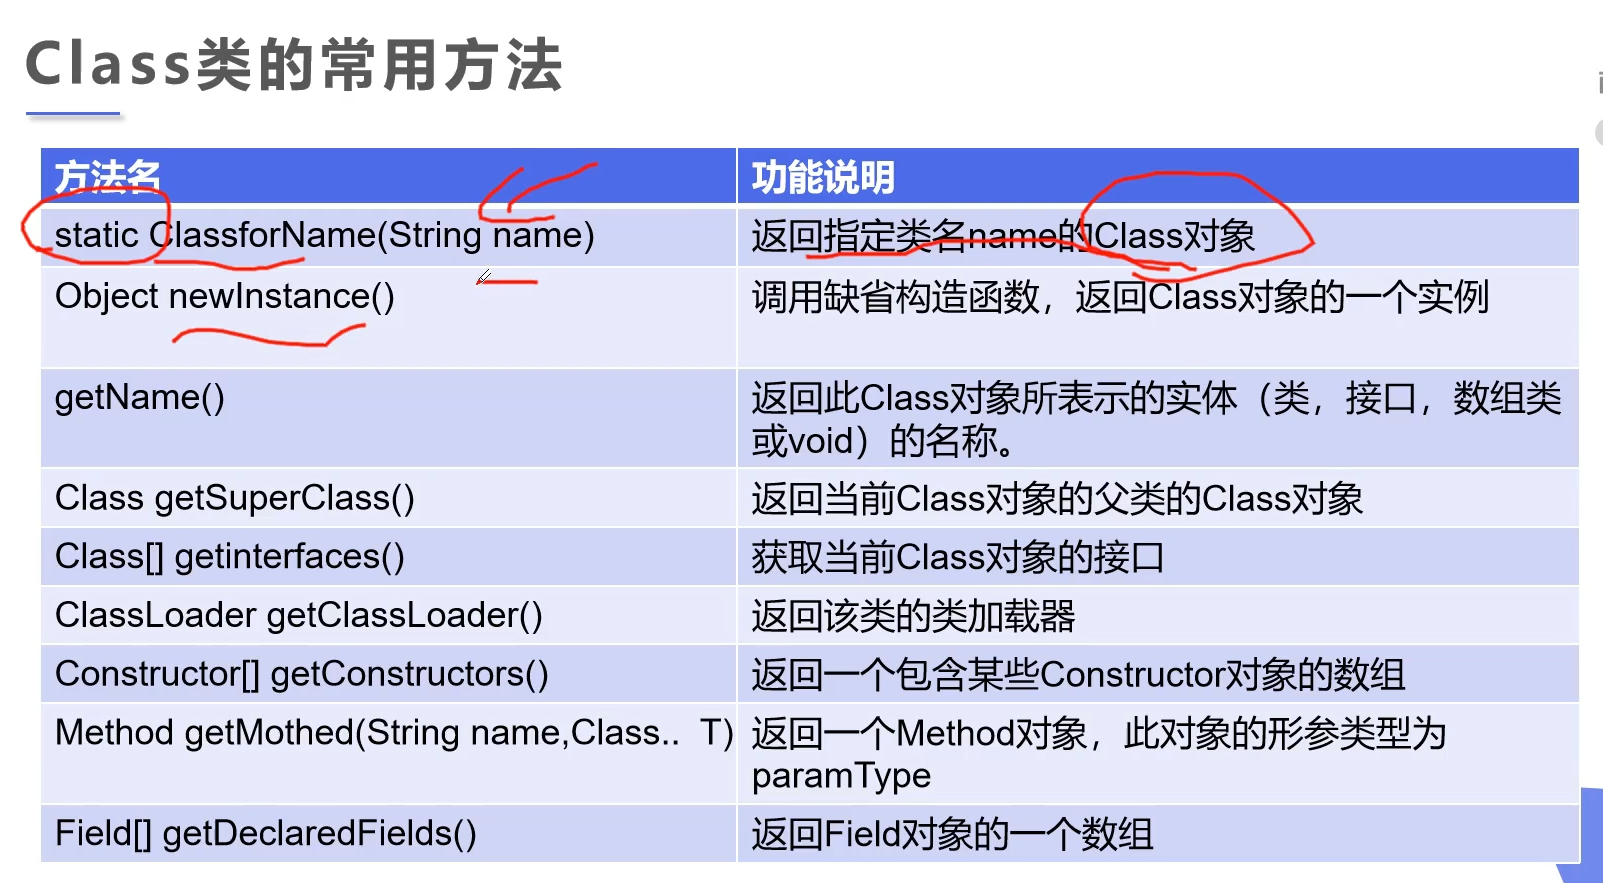 Class类的常用方法
方法名
功能说明
static ClassforName(String name)
返回指定类名name的Class对象
Object newInstance()
调用缺省构造函数，返回Class对象的一个实例
getName()
返回此Class对象所表示的实体（类，接口，数组类
或void）的名称。
Class getSuperClass()
返回当前Class对象的父类的Class对象
Class[] getinterfaces()
获取当前Class对象的接口
ClassLoader getClassLoader()
返回该类的类加载器
Constructor[] getConstructors()
返回一个包含某些Constructor对象的数组
Method getMothed(String name,Class.. T)
返回一个Method对象，此对象的形参类型为
paramType
Field[] getDeclaredFields()
返回Field对象的一个数组